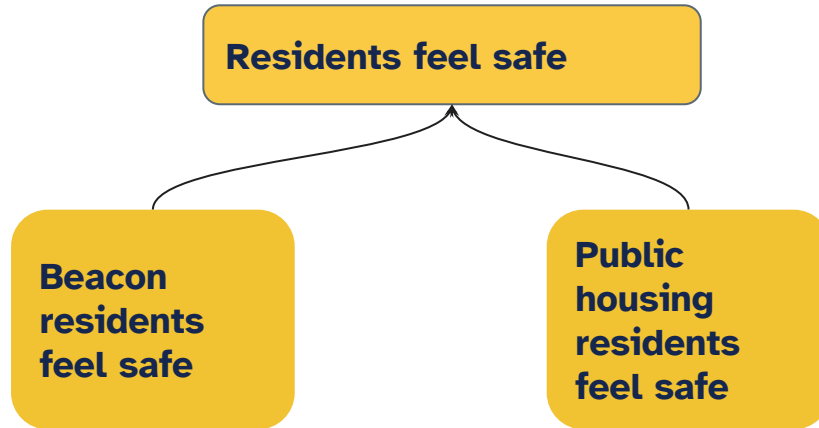 Residents feel safe
Beacon
residents
feel safe
Public
housing
residents
feel safe